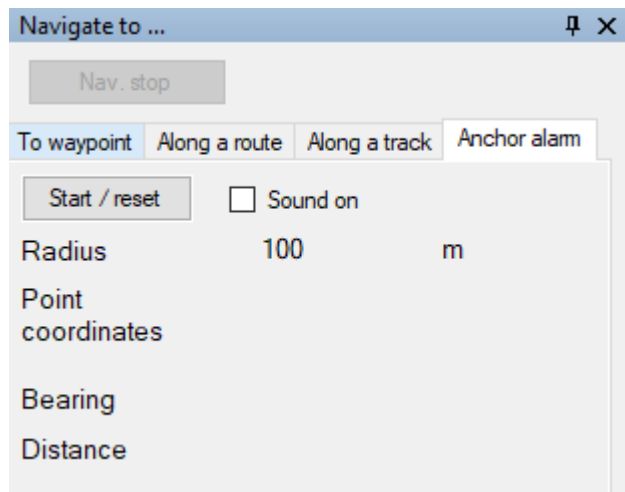 Navigate to ...
Nav. stop
To waypoint Along a route Along a track Anchor alarm
Start / reset Sound on
Radius 100 m
Point
coordinates
Bearing
Distance